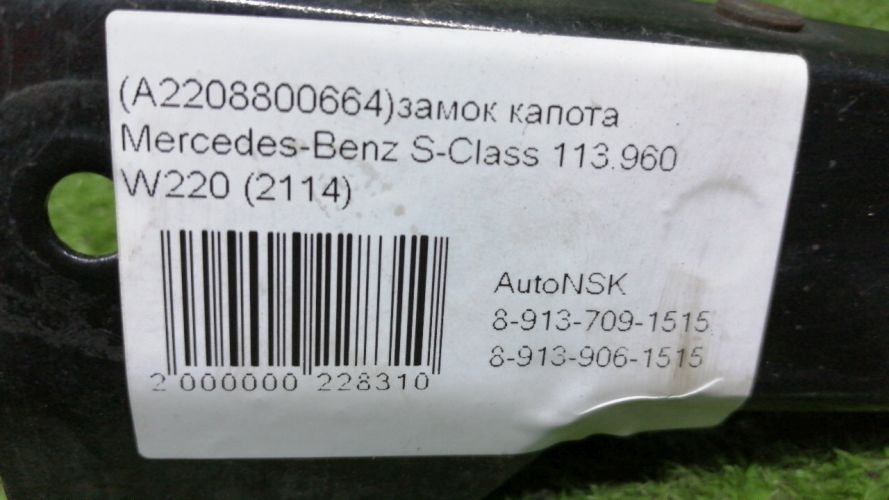 (A2208800664)замок капота
Mercedes-Benz S-Class 113.960
W220 (2114)
AutoNSK
8-913-709-1515
8-913-906-1515
2 000000 228310